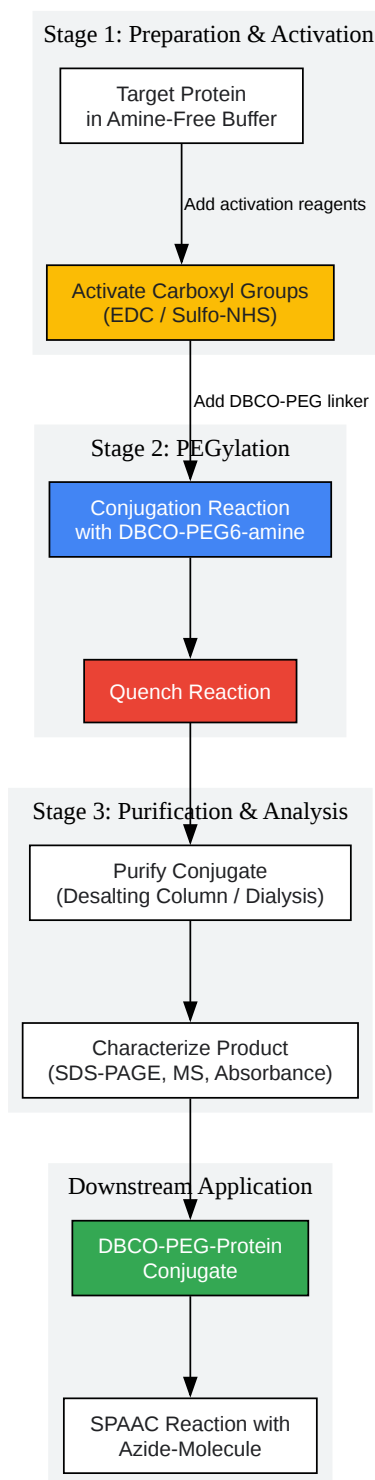 Stage 1: Preparation & Activation
Target Protein
in Amine-Free Buffer
Add activation reagents
Activate Carboxyl Groups
(EDC / Sulfo-NHS)
Add DBCO-PEG linker
Stage 2: PEGylation
Conjugation Reaction
with DBCO-PEG6-amine
Quench Reaction
Stage 3: Purification & Analysis
Purify Conjugate
(Desalting Column / Dialysis)
Characterize Product
(SDS-PAGE, MS, Absorbance)
Downstream Application
DBCO-PEG-Protein
Conjugate
SPAAC Reaction with
Azide-Molecule